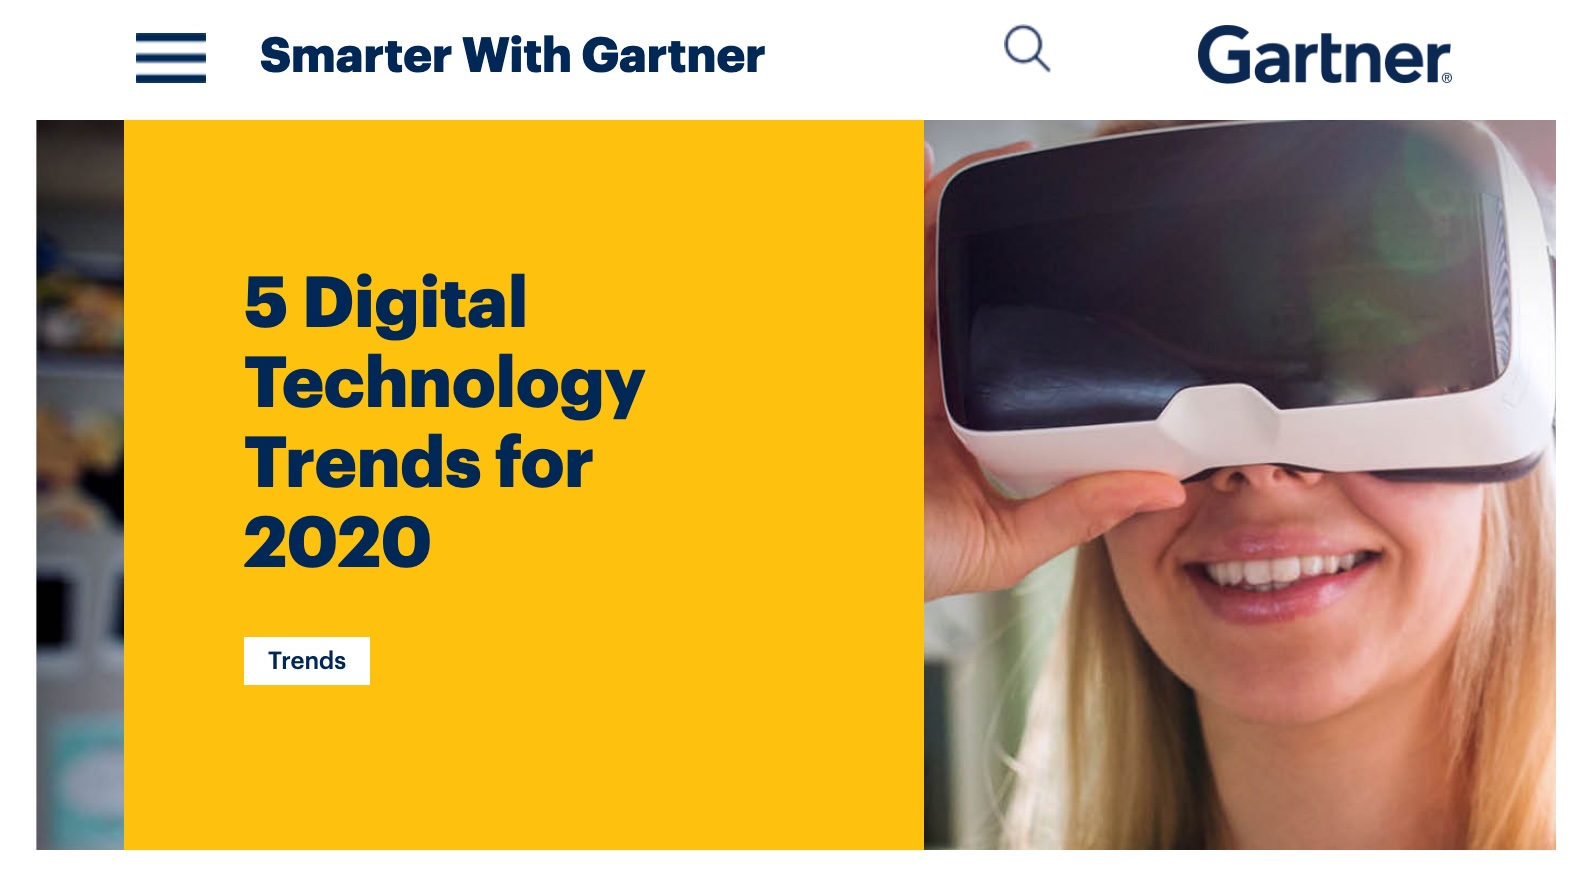 Smarter With Gartner
Gartner®
5 Digital
Technology
Trends for
2020
Trends